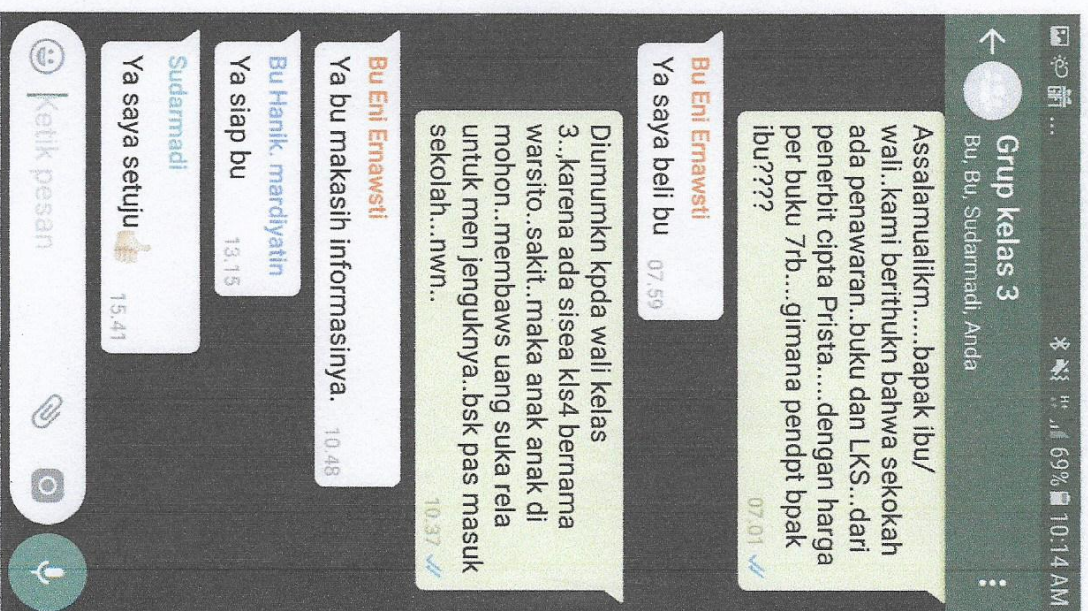 ... 69% 10:14 AM
Grup kelas 3
Bu, Bu, Sudarmadi, Anda
Assalamualikm.....bapak ibu/
wali..kami berithukn bahwa sekokah
ada penawaran..buku dan LKS....dari
penerbit cipta Prista.....dengan harga
per buku 7rb....gimana pendpt bpak
ibu????
07.01
Bu Eni Ernawsti
Ya saya beli bu 07.59
Diumumkn kpda wali kelas
3..,karena ada sisea kls4 bernama
warsito...sakit..maka anak anak di
mohon..membaws uang suka rela
untuk men jenguknya..bsk pas masuk
sekolah...nwn..
10.37
Bu Eni Ernawsti
Ya bu makasih informasinya. 10.48
Bu Hanik. mardiyatin
Ya siap bu 13.15
Sudarmadi
Ya saya setuju 15.41
Ketik pesan